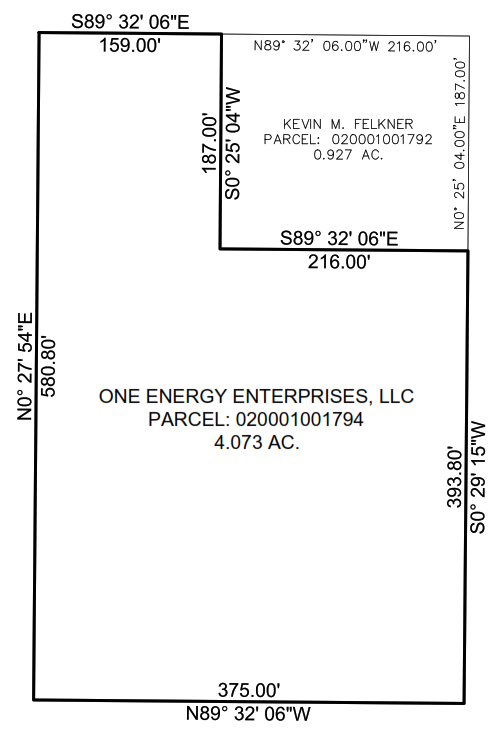 S89° 32' 06"E
159.00'
N89° 32' 06.00"W 216.00'
187.00'
S0° 25' 04"W
KEVIN M. FELKNER
PARCEL: 020001001792
0.927 AC.
N0° 25' 04.00"E 187.00'
S89° 32' 06"E
216.00'
N0° 27' 54"E
580.80'
ONE ENERGY ENTERPRISES, LLC
PARCEL: 020001001794
4.073 AC.
393.80'
S0° 29' 15"W
375.00'
N89° 32' 06"W